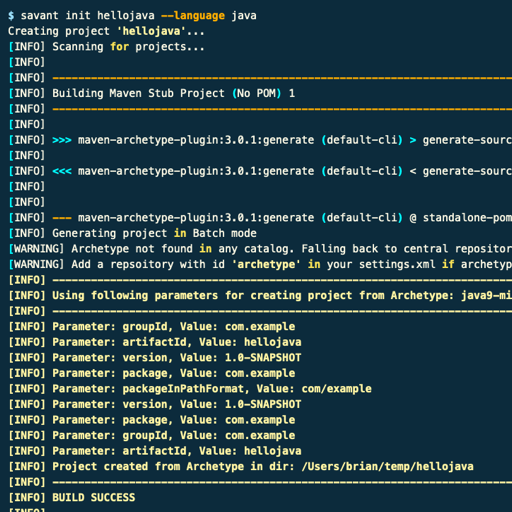 $ savant init hellojava --language java
Creating project 'hellojava'...
[INFO] Scanning for projects...
[INFO]
[INFO] ------------------------------------------------------------------------
[INFO] Building Maven Stub Project (No POM) 1
[INFO] ------------------------------------------------------------------------
[INFO]
[INFO] >>> maven-archetype-plugin:3.0.1:generate (default-cli) > generate-sourc
[INFO]
[INFO] <<< maven-archetype-plugin:3.0.1:generate (default-cli) < generate-sourc
[INFO]
[INFO]
[INFO] --- maven-archetype-plugin:3.0.1:generate (default-cli) @ standalone-pom
[INFO] Generating project in Batch mode
[WARNING] Archetype not found in any catalog. Falling back to central repositor
[WARNING] Add a repsoitory with id 'archetype' in your settings.xml if archetyp
[INFO] ------------------------------------------------------------------------
[INFO] Using following parameters for creating project from Archetype: java9-mi
[INFO] ------------------------------------------------------------------------
[INFO] Parameter: groupId, Value: com.example
[INFO] Parameter: artifactId, Value: hellojava
[INFO] Parameter: version, Value: 1.0-SNAPSHOT
[INFO] Parameter: package, Value: com.example
[INFO] Parameter: packageInPathFormat, Value: com/example
[INFO] Parameter: version, Value: 1.0-SNAPSHOT
[INFO] Parameter: package, Value: com.example
[INFO] Parameter: groupId, Value: com.example
[INFO] Parameter: artifactId, Value: hellojava
[INFO] Project created from Archetype in dir: /Users/brian/temp/hellojava
[INFO] ------------------------------------------------------------------------
[INFO] BUILD SUCCESS